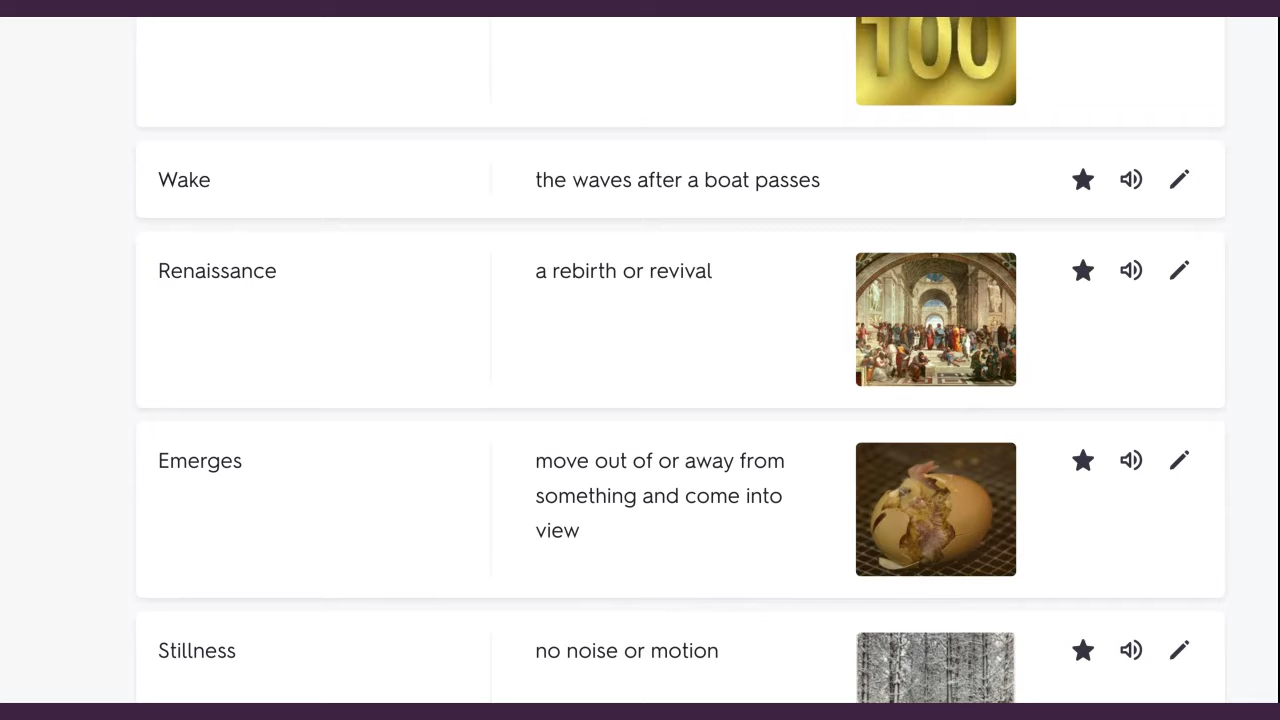 100
Wake
the waves after a boat passes
Renaissance
a rebirth or revival
Emerges
move out of or away from
something and come into
view
Stillness
no noise or motion